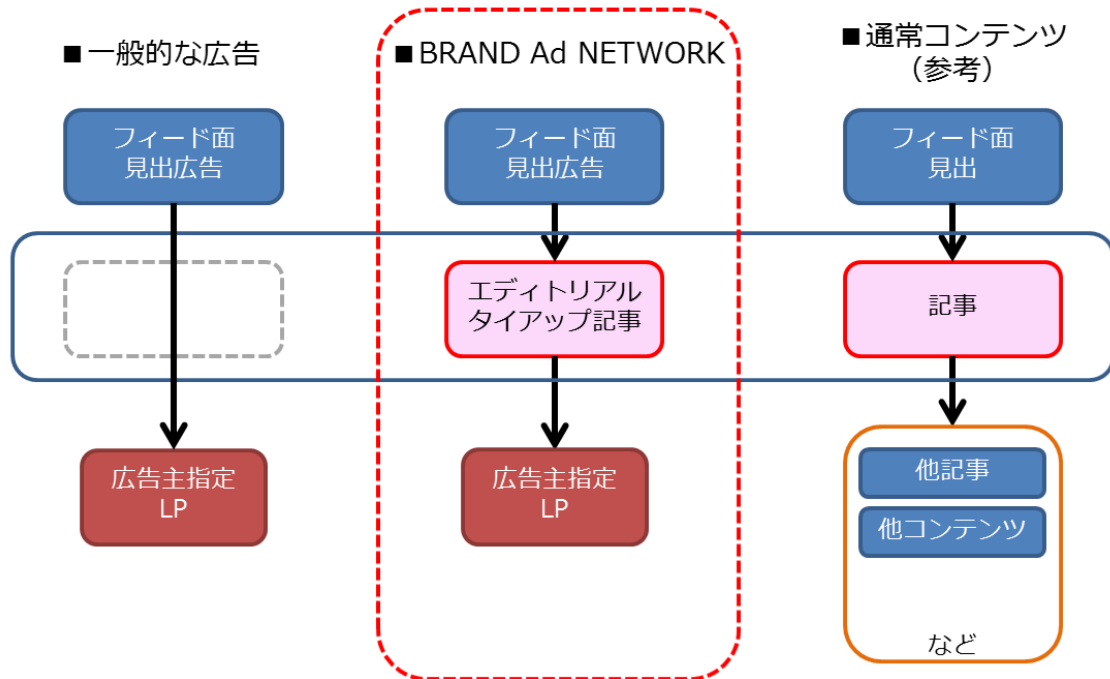 ■一般的な広告
フィード面
見出広告
広告主指定
LP
■BRAND Ad NETWORK
フィード面
見出広告
エディトリアル
タイアップ記事
広告主指定
LP
■通常コンテンツ
（参考）
フィード面
見出
記事
他記事
他コンテンツ
など